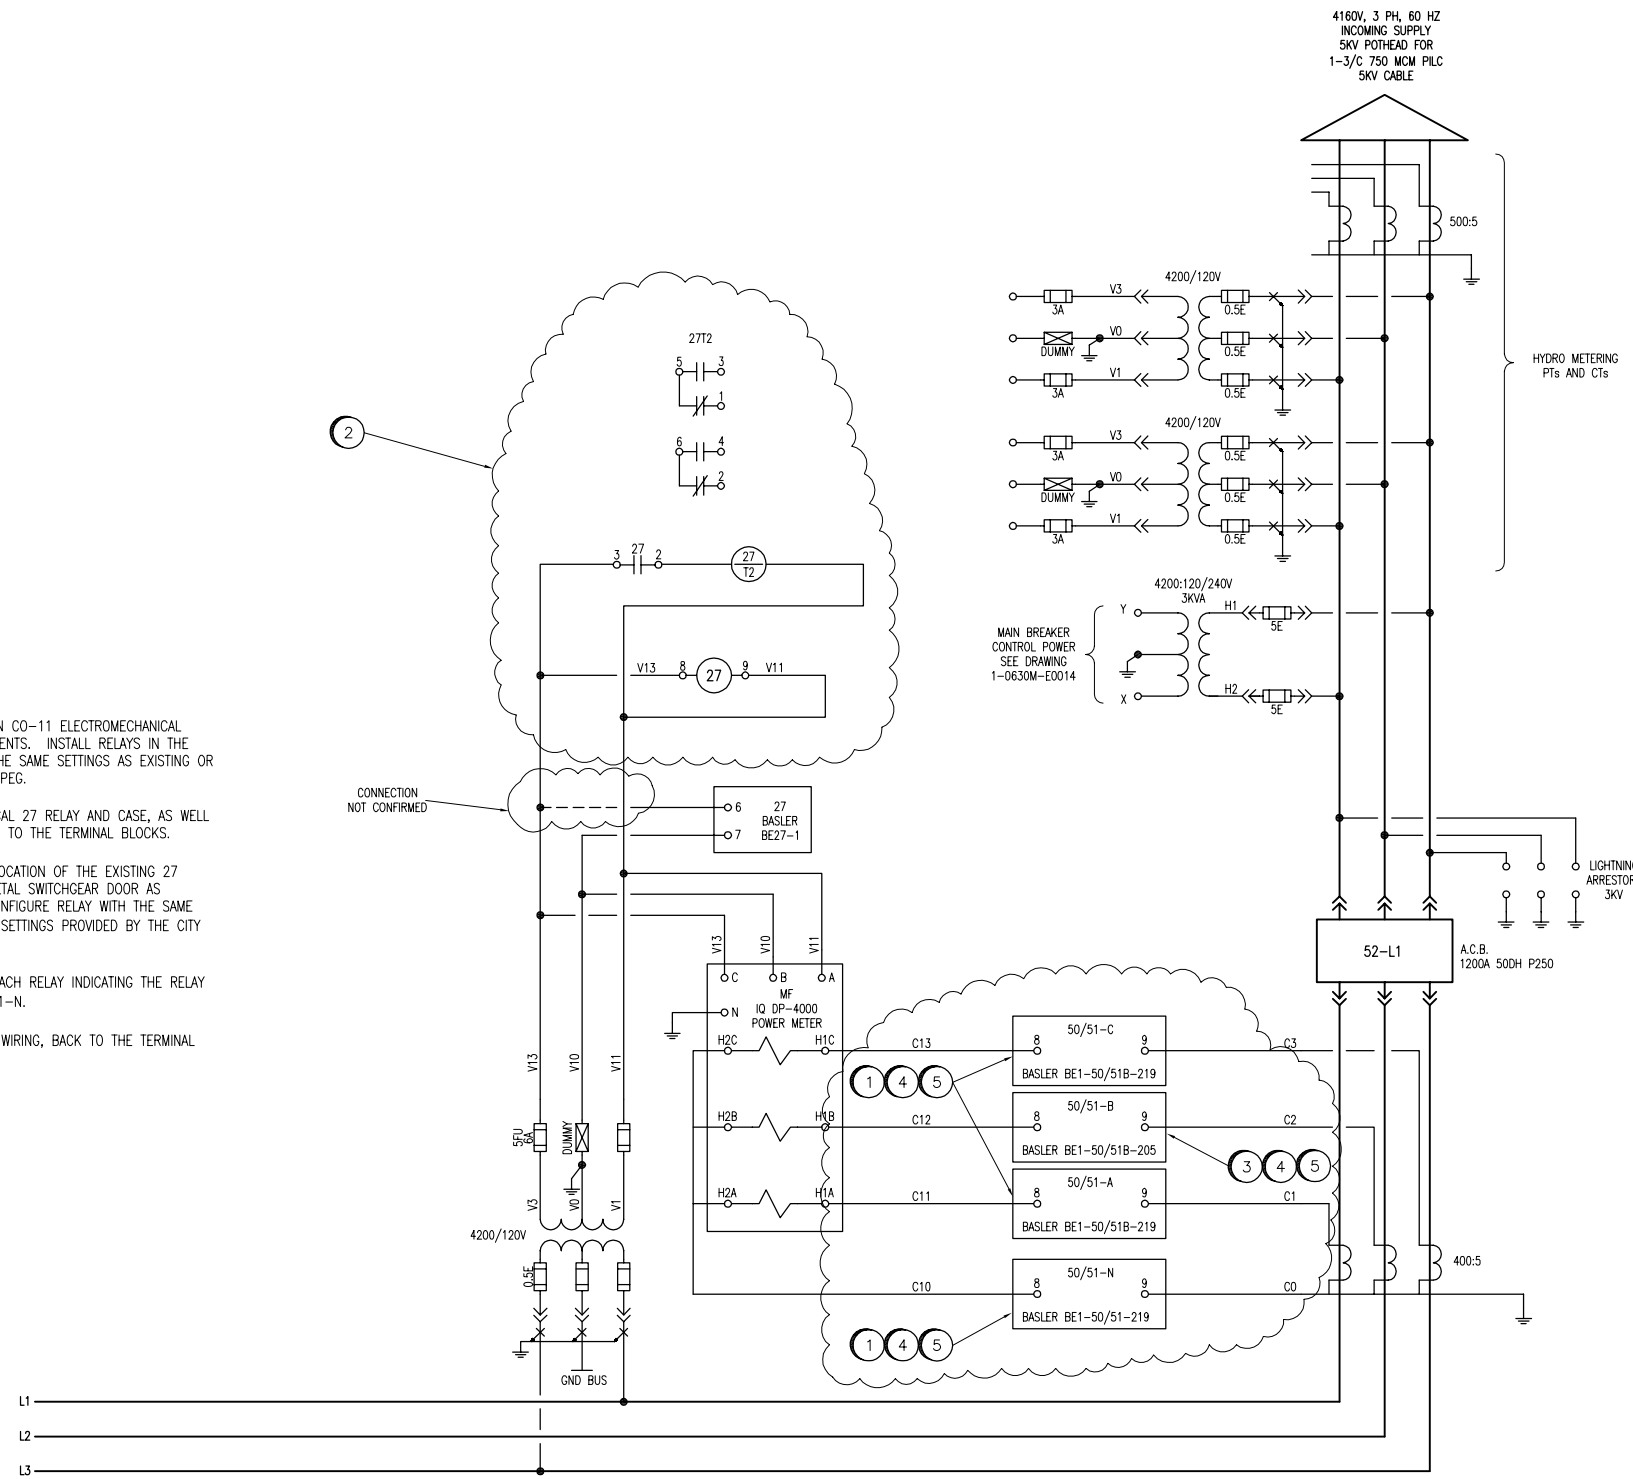 4160V, 3 PH, 60 HZ
INCOMING SUPPLY
5KV POTHEAD FOR
1-3/C 750 MCM PILC
5KV CABLE
500:5
HYDRO METERING
PTs AND CTs
4200/120V
3A
V3
0.5E
DUMMY
V0
0.5E
3A
V1
0.5E
4200/120V
3A
V3
0.5E
DUMMY
V0
0.5E
3A
V1
0.5E
4200:120/240V
3KVA
MAIN BREAKER
CONTROL POWER
SEE DRAWING
1-0630M-E0014
Y
X
H1
5E
H2
5E
27T2
5
3
1
6
4
2
2
3
27
2
27
T2
V13
8
27
9
V11
CONNECTION
NOT CONFIRMED
6
7
27
BASLER
BE27-1
N CO-11 ELECTROMECHANICAL
ENTS. INSTALL RELAYS IN THE
HE SAME SETTINGS AS EXISTING OR
PEG.
CAL 27 RELAY AND CASE, AS WELL
TO THE TERMINAL BLOCKS.
OCATION OF THE EXISTING 27
ETAL SWITCHGEAR DOOR AS
NFIGURE RELAY WITH THE SAME
SETTINGS PROVIDED BY THE CITY
ACH RELAY INDICATING THE RELAY
1-N.
WIRING, BACK TO THE TERMINAL
LIGHTNING
ARRESTOR
3KV
52-L1
A.C.B.
1200A 50DH P250
V13
V10
V11
C
B
A
MF
IQ DP-4000
POWER METER
N
H2C
H1C
H2B
H1B
H2A
H1A
C13
8
50/51-C
9
C3
BASLER BE1-50/51B-219
1
4
5
C12
8
50/51-B
9
C2
BASLER BE1-50/51B-205
3
4
5
C11
8
50/51-A
9
C1
BASLER BE1-50/51B-219
C10
8
50/51-N
9
C0
BASLER BE1-50/51-219
1
4
5
400:5
V13
V10
V11
5FU
6A
DUMMY
V3
V0
V1
4200/120V
0.5E
GND BUS
L1
L2
L3